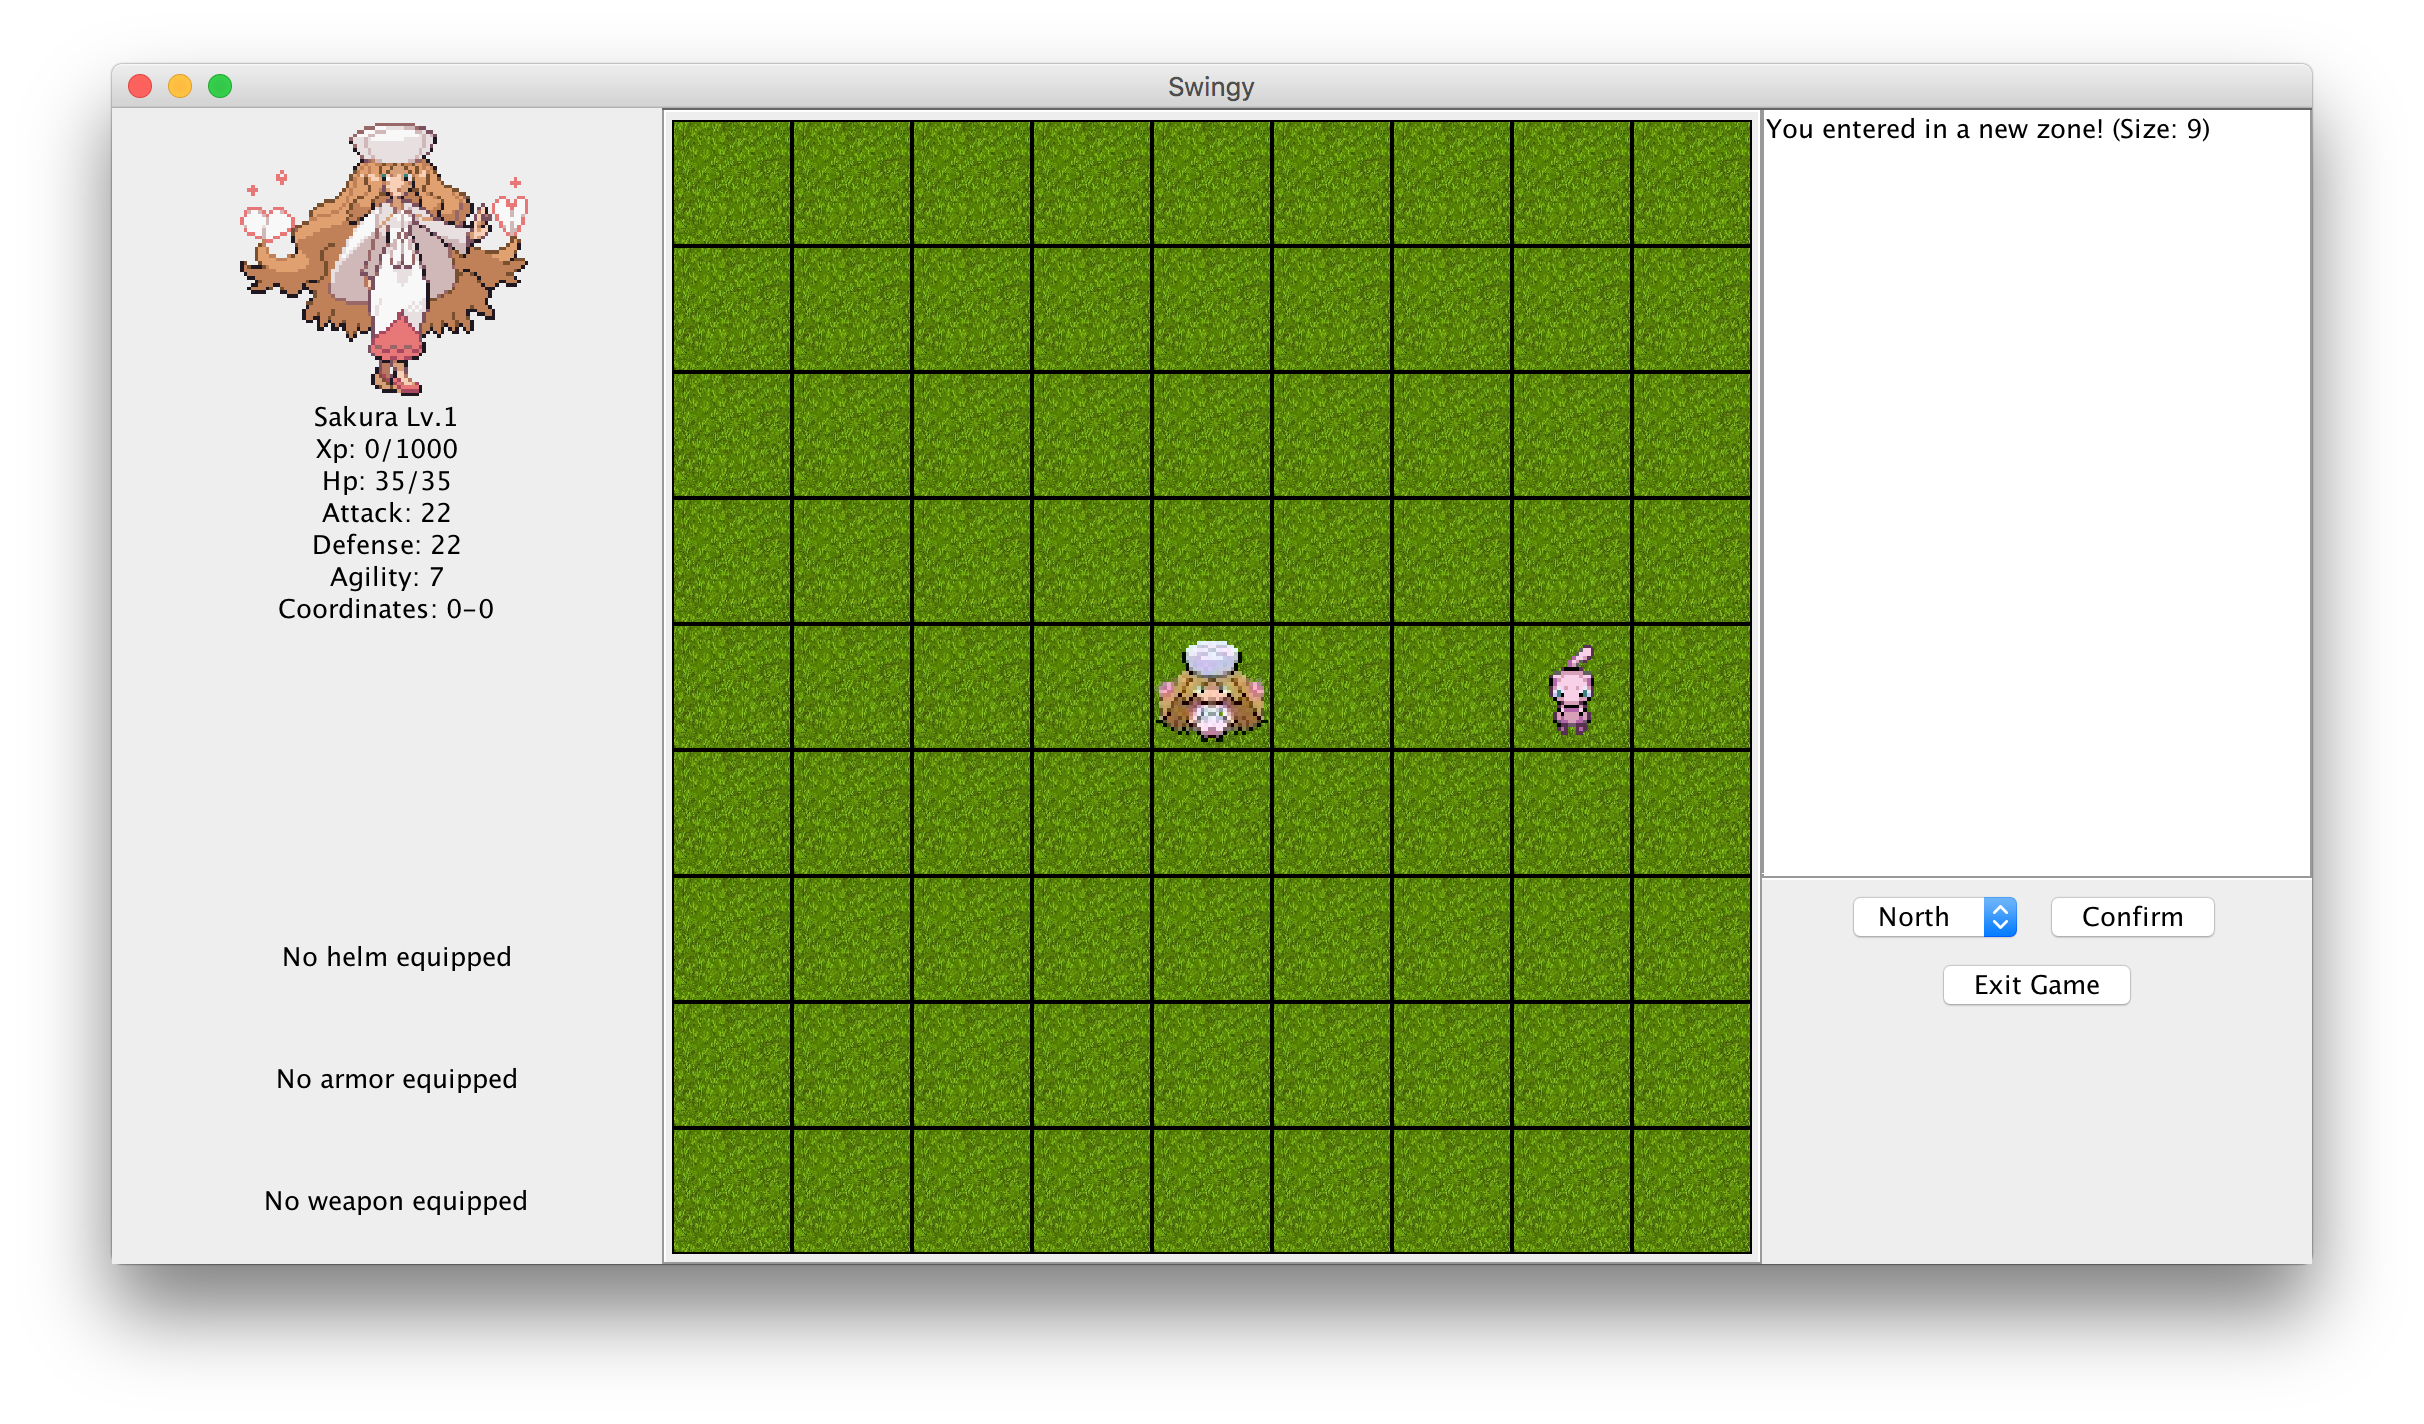 Swingy
Sakura Lv.1
Xp: 0/1000
Hp: 35/35
Attack: 22
Defense: 22
Agility: 7
Coordinates: 0-0
No helm equipped
No armor equipped
No weapon equipped
You entered in a new zone! (Size: 9)
North
Confirm
Exit Game